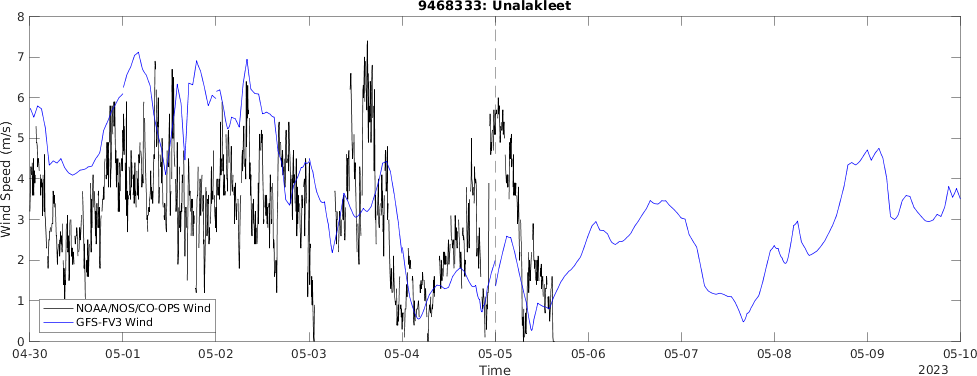 9468333: Unalakleet
8
7
6
5
4
3
2
1
0
Wind Speed (m/s)
NOAA/NOS/CO-OPS Wind
GFS-FV3 Wind
04-30 05-01 05-02 05-03 05-04 05-05 05-06 05-07 05-08 05-09 05-10
Time
2023